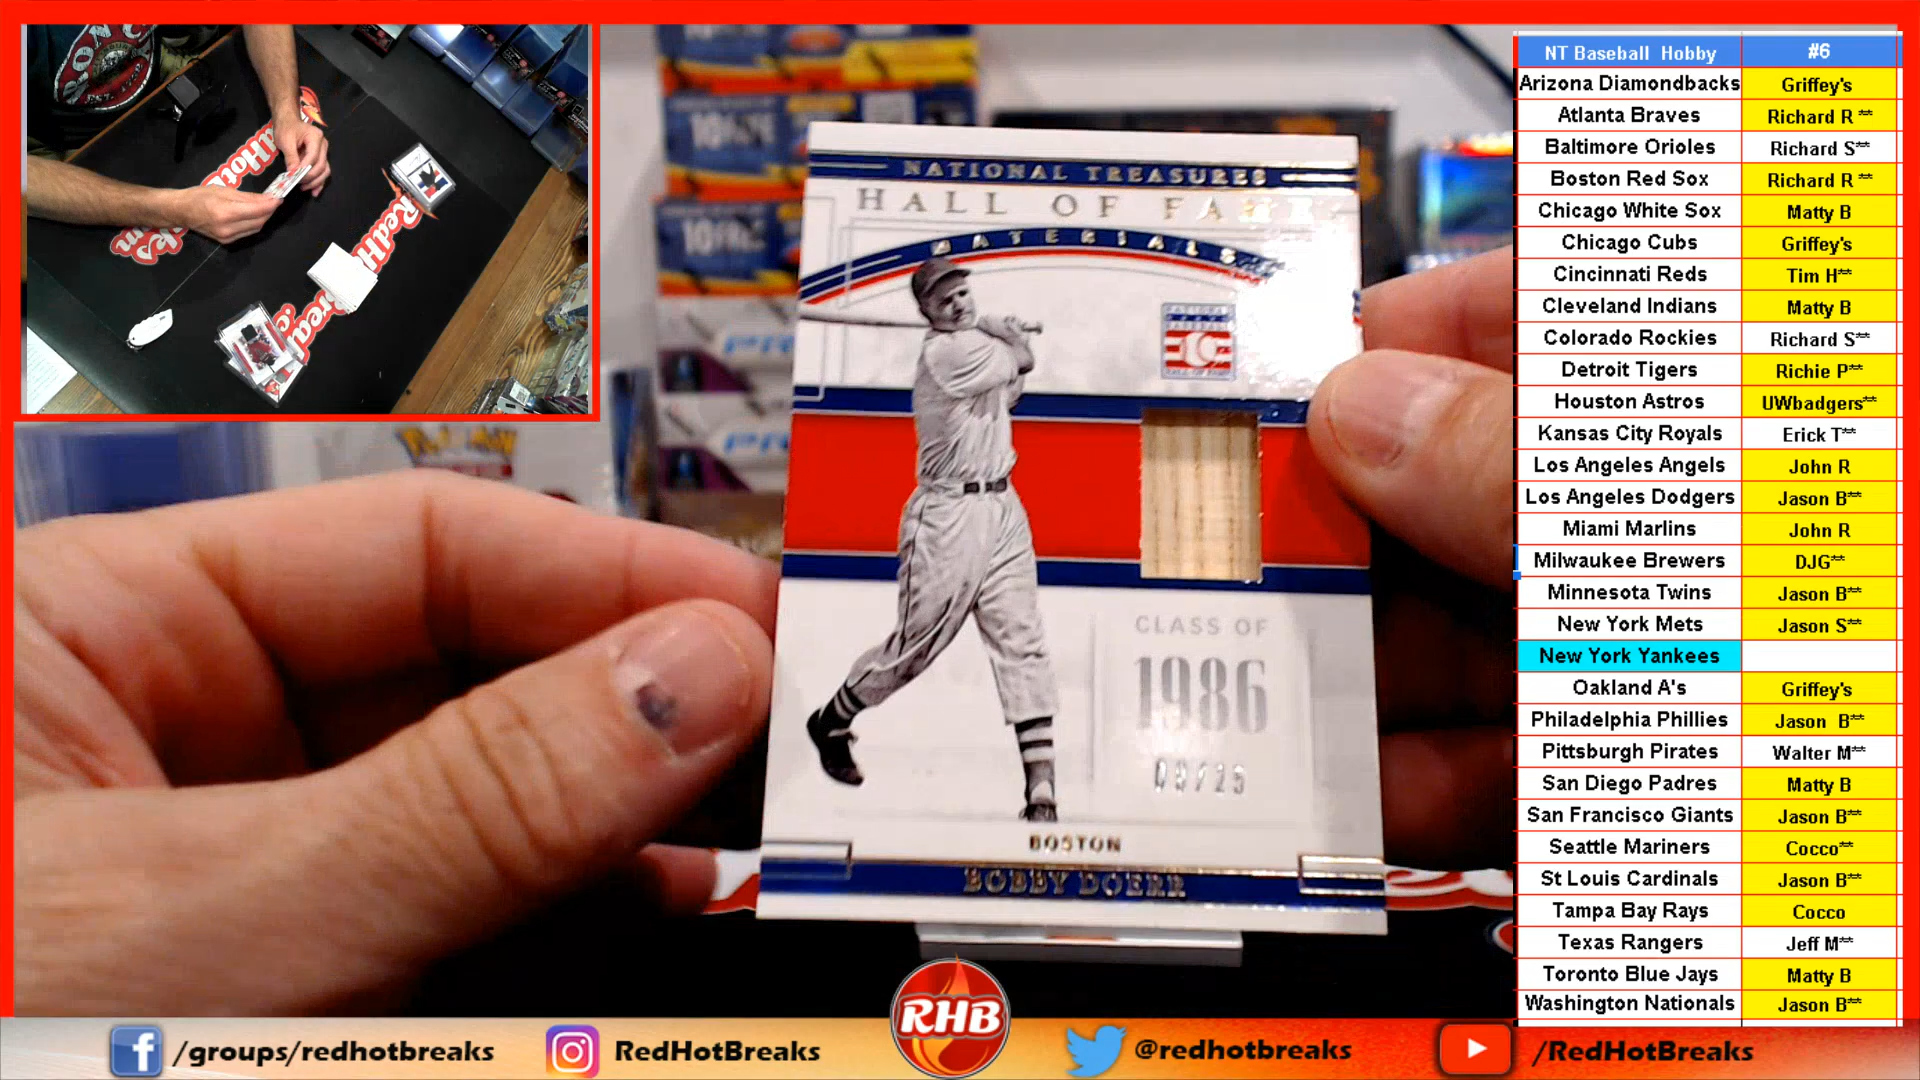 NATIONAL TREASURES
HALL OF FAME
MATERIALS
CLASS OF
1986
BOSTON
BOBBY DOERR
NT Baseball Hobby #6
Arizona Diamondbacks Griffey's
Atlanta Braves Richard R **
Baltimore Orioles Richard S**
Boston Red Sox Richard R **
Chicago White Sox Matty B
Chicago Cubs Griffey's
Cincinnati Reds Tim H**
Cleveland Indians Matty B
Colorado Rockies Richard S**
Detroit Tigers Richie P**
Houston Astros UWbadgers**
Kansas City Royals Erick T**
Los Angeles Angels John R
Los Angeles Dodgers Jason B**
Miami Marlins John R
Milwaukee Brewers DJG**
Minnesota Twins Jason B**
New York Mets Jason S**
New York Yankees
Oakland A's Griffey's
Philadelphia Phillies Jason B**
Pittsburgh Pirates Walter M**
San Diego Padres Matty B
San Francisco Giants Jason B**
Seattle Mariners Cocco**
St Louis Cardinals Jason B**
Tampa Bay Rays Cocco
Texas Rangers Jeff M**
Toronto Blue Jays Matty B
Washington Nationals Jason B**
RHB
/groups/redhotbreaks
RedHotBreaks
@redhotbreaks
/RedHotBreaks